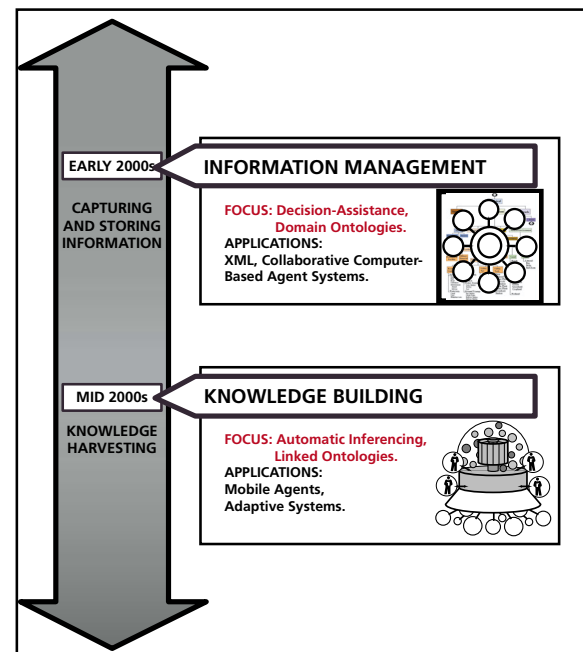 EARLY 2000s
INFORMATION MANAGEMENT
CAPTURING
AND STORING
INFORMATION
FOCUS: Decision-Assistance,
Domain Ontologies.
APPLICATIONS:
XML, Collaborative Computer-
Based Agent Systems.
MID 2000s
KNOWLEDGE BUILDING
KNOWLEDGE
HARVESTING
FOCUS: Automatic Inferencing,
Linked Ontologies.
APPLICATIONS:
Mobile Agents,
Adaptive Systems.